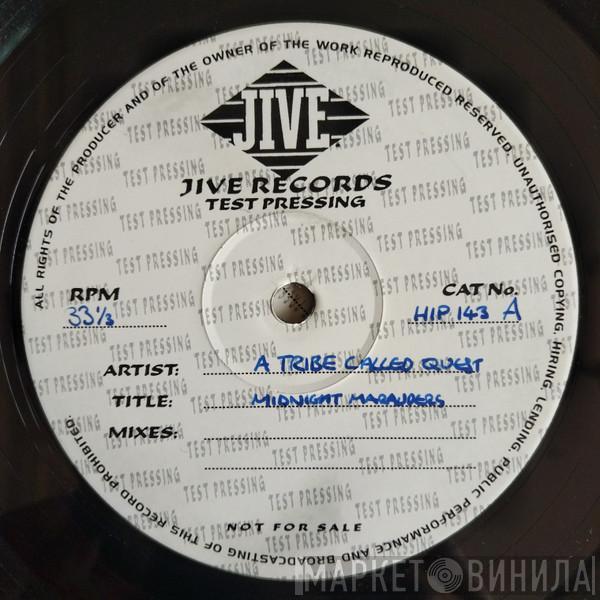 ALL RIGHTS OF THE PRODUCER AND OF THE OWNER OF THE WORK REPRODUCED RESERVED. UNAUTHORISED COPYING, HIRING, LENDING, PUBLIC PERFORMANCE AND BROADCASTING OF THIS RECORD PROHIBITED.
JIVE
JIVE RECORDS
TEST PRESSING
RPM
33⅓
CAT No.
HIP 143 A
ARTIST: A TRIBE CALLED QUEST
TITLE: MIDNIGHT MARAUDERS
MIXES:
NOT FOR SALE
TEST PRESSING
МАРКЕТ ВИНИЛА